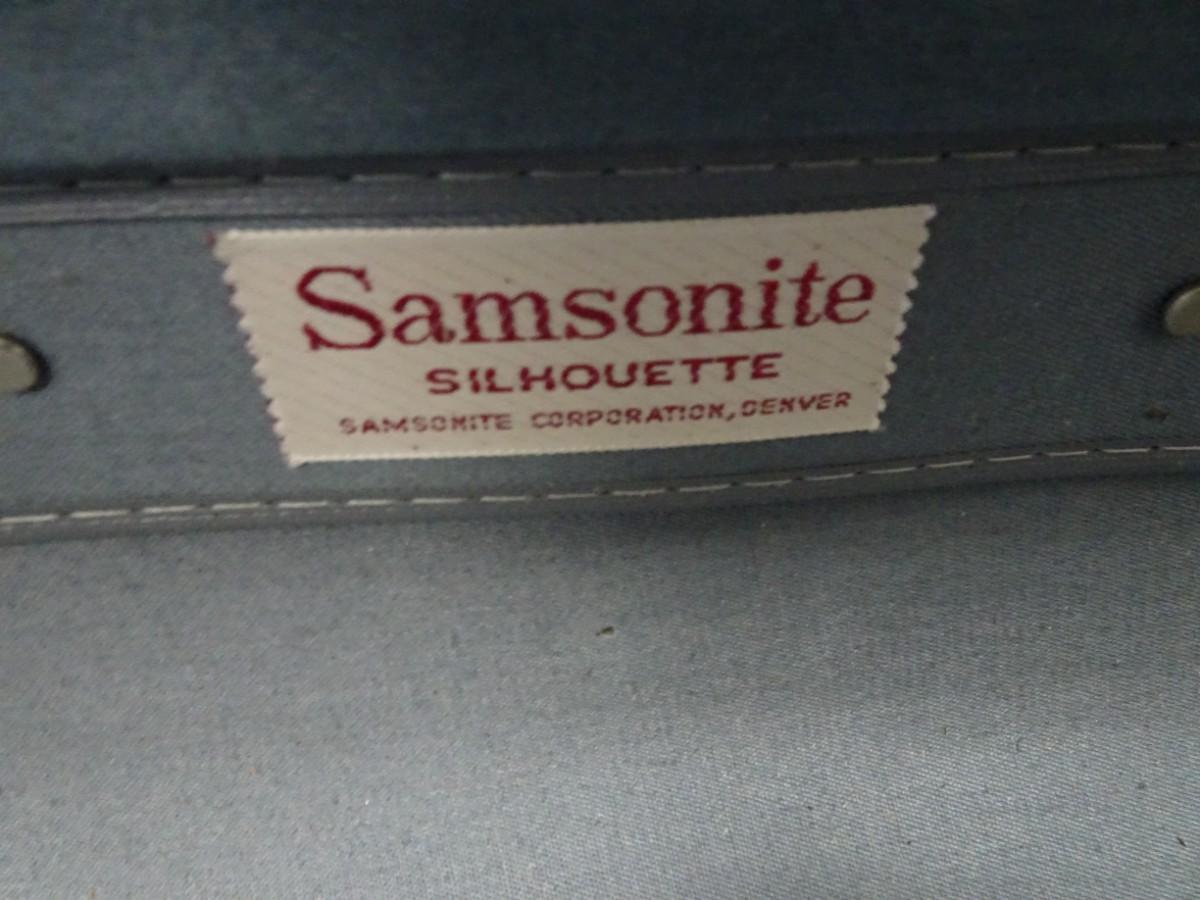 Samsonite
SILHOUETTE
SAMSONITE CORPORATION, DENVER